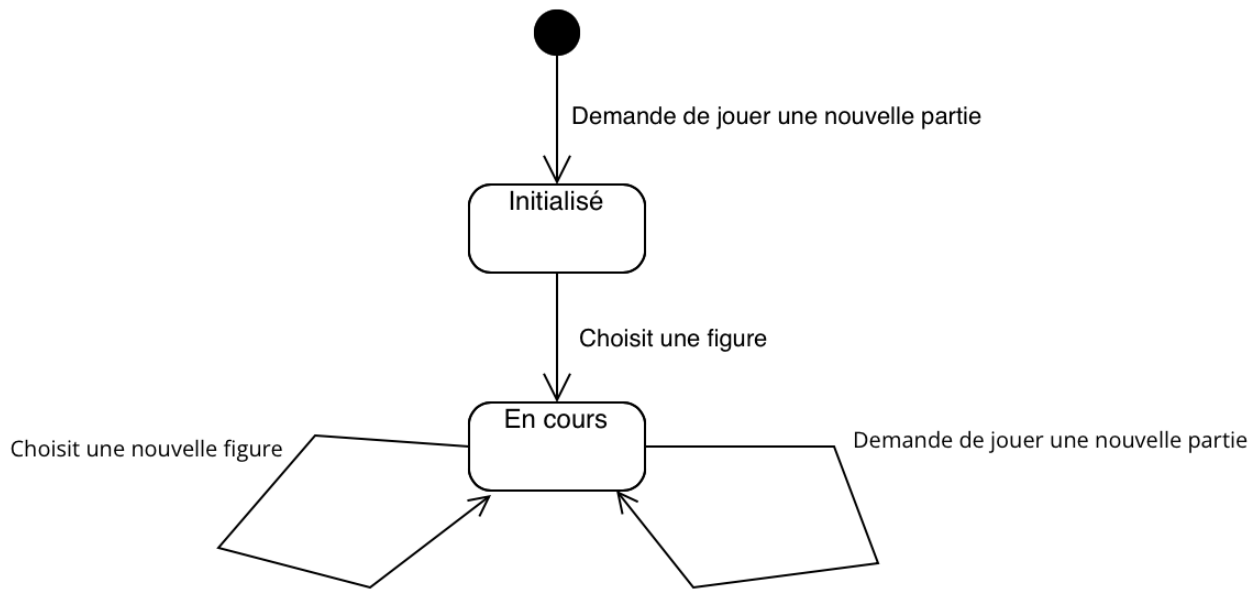 Demande de jouer une nouvelle partie
Initialisé
Choisit une figure
En cours
Choisit une nouvelle figure
Demande de jouer une nouvelle partie